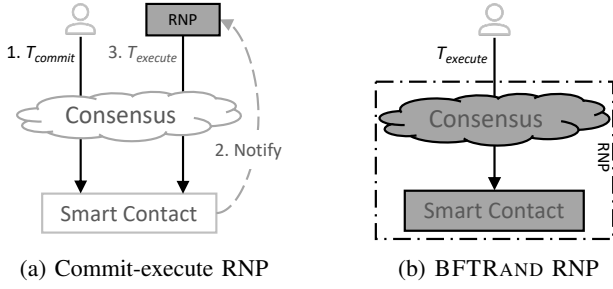 RNP
1. T_commit
3. T_execute
Consensus
2. Notify
Smart Contact
(a) Commit-execute RNP
T_execute
Consensus
RNP
Smart Contact
(b) BFTRAND RNP